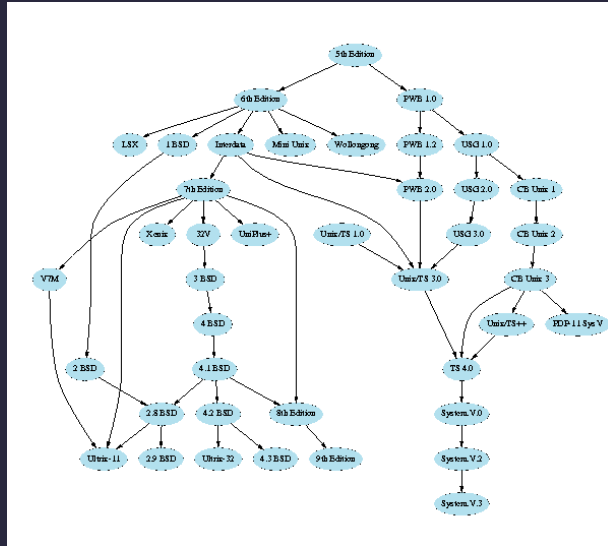 5th Edition
6th Edition
PWB 1.0
LSX
1 BSD
Interdata
Mini Unix
Wollongong
PWB 1.2
USG 1.0
7th Edition
PWB 2.0
USG 2.0
CB Unix 1
Xenix
32V
UniPlus+
Unix/TS 1.0
USG 3.0
CB Unix 2
V7M
3 BSD
Unix/TS 3.0
CB Unix 3
4 BSD
Unix/TS++
PDP-11 Sys V
2 BSD
4.1 BSD
TS 4.0
2.8 BSD
4.2 BSD
8th Edition
System V.0
Ultrix-11
2.9 BSD
Ultrix-32
4.3 BSD
9th Edition
System V.2
System V.3